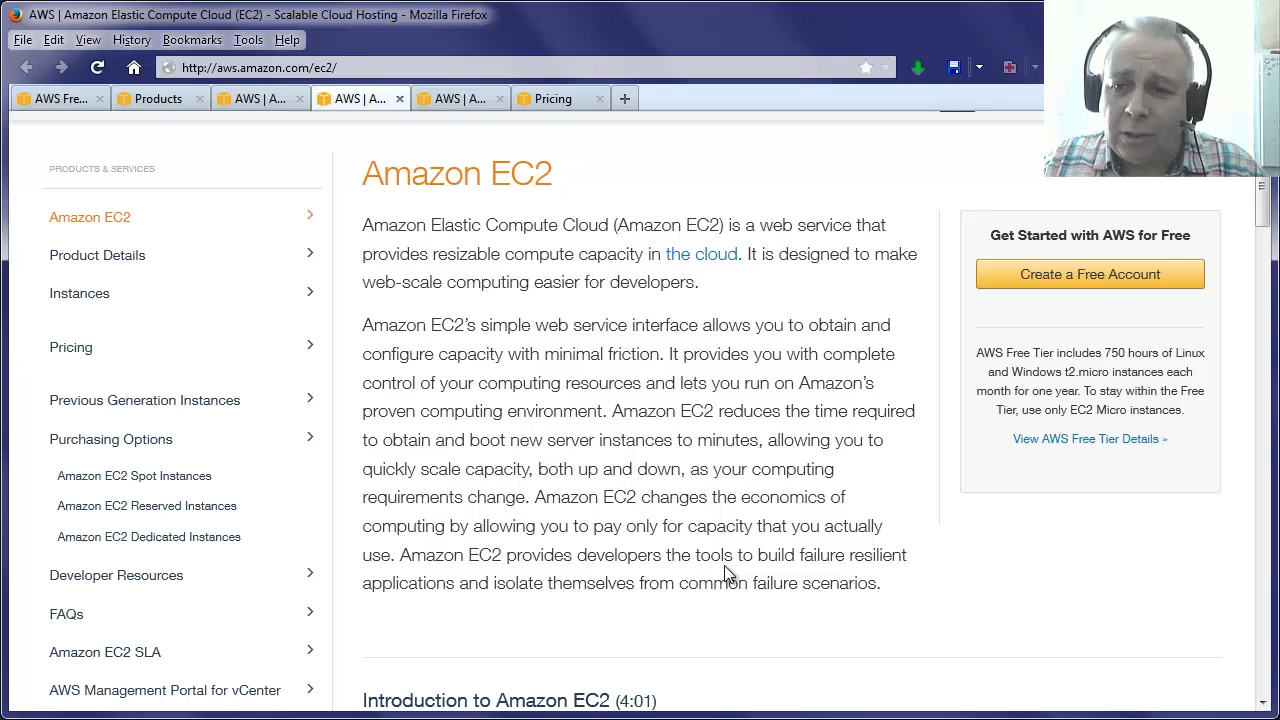 AWS | Amazon Elastic Compute Cloud (EC2) - Scalable Cloud Hosting - Mozilla Firefox
File Edit View History Bookmarks Tools Help
http://aws.amazon.com/ec2/
AWS Fre... Products AWS | A... AWS | A... AWS | A... Pricing
PRODUCTS & SERVICES
Amazon EC2
Product Details
Instances
Pricing
Previous Generation Instances
Purchasing Options
Amazon EC2 Spot Instances
Amazon EC2 Reserved Instances
Amazon EC2 Dedicated Instances
Developer Resources
FAQs
Amazon EC2 SLA
AWS Management Portal for vCenter
Amazon EC2
Amazon Elastic Compute Cloud (Amazon EC2) is a web service that
provides resizable compute capacity in the cloud. It is designed to make
web-scale computing easier for developers.
Amazon EC2's simple web service interface allows you to obtain and
configure capacity with minimal friction. It provides you with complete
control of your computing resources and lets you run on Amazon's
proven computing environment. Amazon EC2 reduces the time required
to obtain and boot new server instances to minutes, allowing you to
quickly scale capacity, both up and down, as your computing
requirements change. Amazon EC2 changes the economics of
computing by allowing you to pay only for capacity that you actually
use. Amazon EC2 provides developers the tools to build failure resilient
applications and isolate themselves from common failure scenarios.
Introduction to Amazon EC2 (4:01)
Get Started with AWS for Free
Create a Free Account
AWS Free Tier includes 750 hours of Linux
and Windows t2.micro instances each
month for one year. To stay within the Free
Tier, use only EC2 Micro instances.
View AWS Free Tier Details »